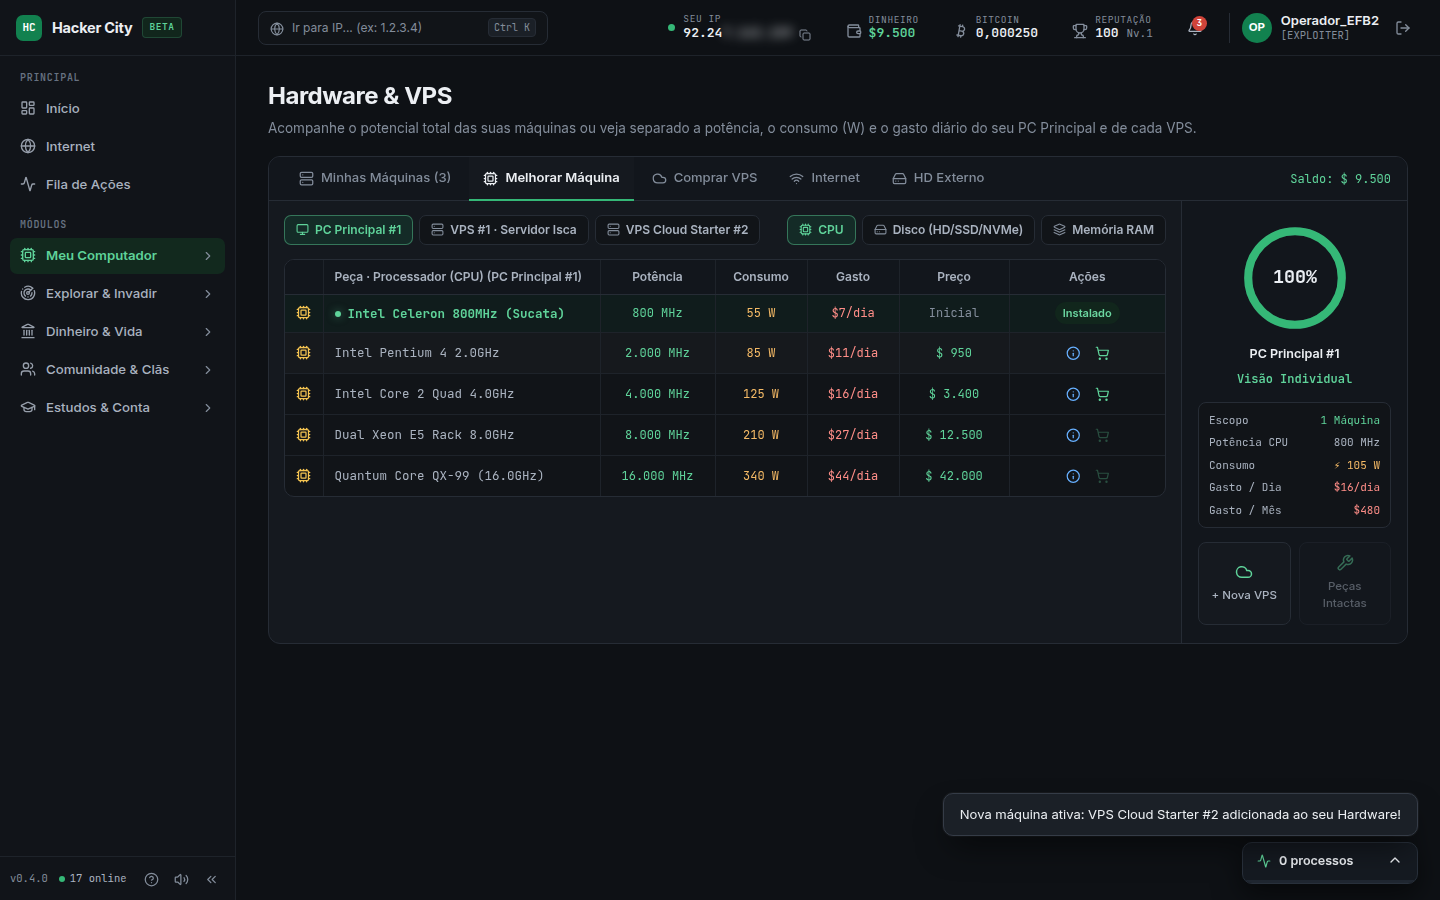 HC Hacker City BETA
Ir para IP... (ex: 1.2.3.4) Ctrl K
SEU IP
92.24
DINHEIRO
$9.500
BITCOIN
0,000250
REPUTAÇÃO
100 Nv.1
3
OP
Operador_EFB2
[EXPLOITER]
PRINCIPAL
Início
Internet
Fila de Ações
MÓDULOS
Meu Computador
Explorar & Invadir
Dinheiro & Vida
Comunidade & Clãs
Estudos & Conta
v0.4.0 17 online
Hardware & VPS
Acompanhe o potencial total das suas máquinas ou veja separado a potência, o consumo (W) e o gasto diário do seu PC Principal e de cada VPS.
Minhas Máquinas (3) Melhorar Máquina Comprar VPS Internet HD Externo Saldo: $ 9.500
PC Principal #1 VPS #1 · Servidor Isca VPS Cloud Starter #2 CPU Disco (HD/SSD/NVMe) Memória RAM
Peça · Processador (CPU) (PC Principal #1) Potência Consumo Gasto Preço Ações
Intel Celeron 800MHz (Sucata) 800 MHz 55 W $7/dia Inicial Instalado
Intel Pentium 4 2.0GHz 2.000 MHz 85 W $11/dia $ 950
Intel Core 2 Quad 4.0GHz 4.000 MHz 125 W $16/dia $ 3.400
Dual Xeon E5 Rack 8.0GHz 8.000 MHz 210 W $27/dia $ 12.500
Quantum Core QX-99 (16.0GHz) 16.000 MHz 340 W $44/dia $ 42.000
100%
PC Principal #1
Visão Individual
Escopo 1 Máquina
Potência CPU 800 MHz
Consumo ⚡ 105 W
Gasto / Dia $16/dia
Gasto / Mês $480
+ Nova VPS
Peças
Intactas
Nova máquina ativa: VPS Cloud Starter #2 adicionada ao seu Hardware!
0 processos